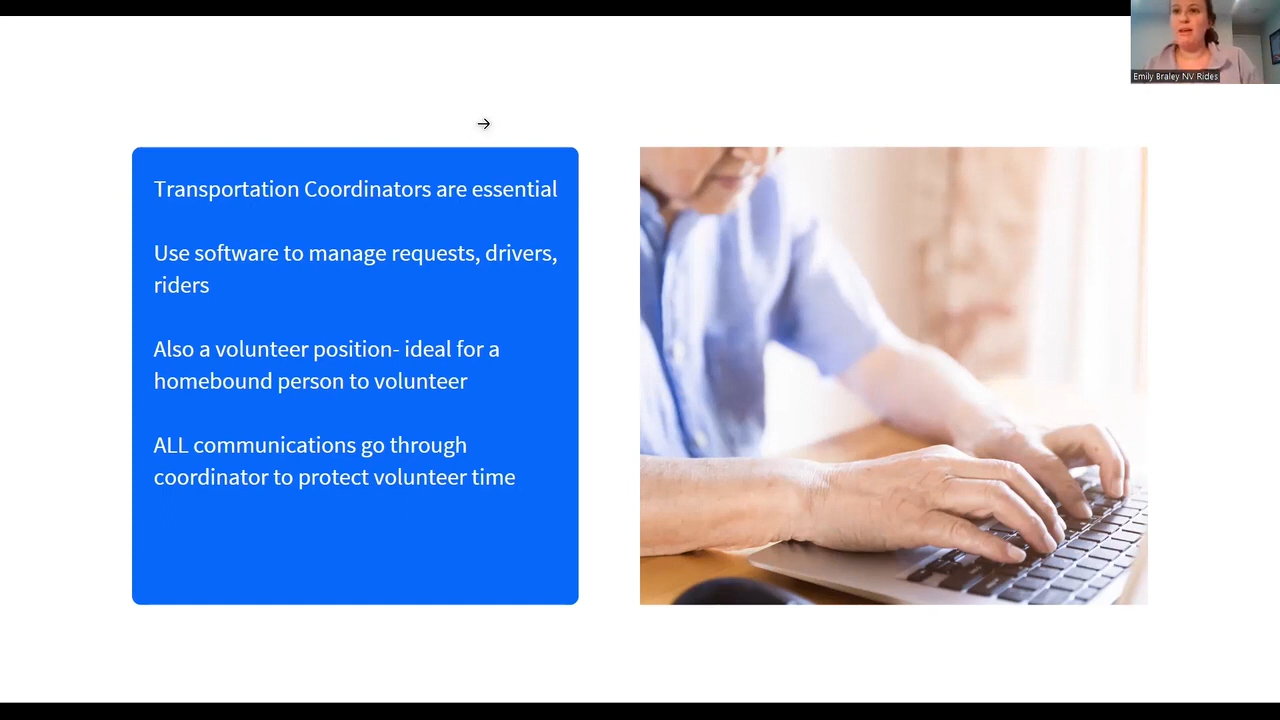 Emily Braley NV Rides
Transportation Coordinators are essential
Use software to manage requests, drivers,
riders
Also a volunteer position- ideal for a
homebound person to volunteer
ALL communications go through
coordinator to protect volunteer time